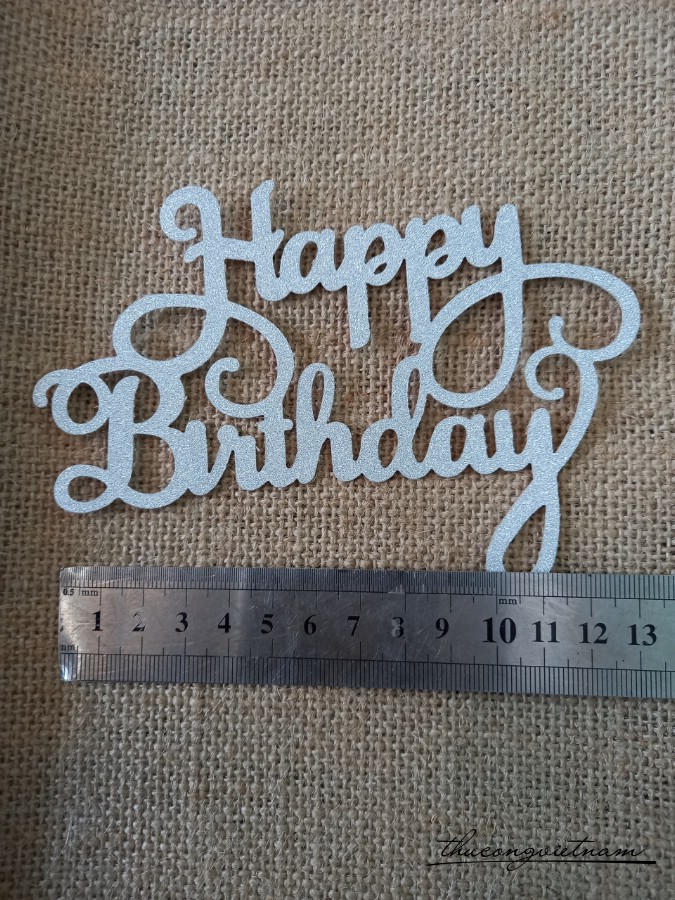 Happy
Birthday
0.5 mm mm
1 2 3 4 5 6 7 8 9 10 11 12 13
mm
thucongvietnam